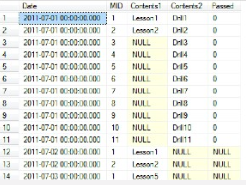 Date MID Contents1 Contents2 Passed
1 2011-07-01 00:00:00.000 1 Lesson1 Drill1 0
2 2011-07-01 00:00:00.000 2 Lesson2 Drill2 0
3 2011-07-01 00:00:00.000 3 NULL Drill3 0
4 2011-07-01 00:00:00.000 4 NULL Drill4 0
5 2011-07-01 00:00:00.000 5 NULL Drill5 0
6 2011-07-01 00:00:00.000 6 NULL Drill6 0
7 2011-07-01 00:00:00.000 7 NULL Drill7 0
8 2011-07-01 00:00:00.000 8 NULL Drill8 0
9 2011-07-01 00:00:00.000 9 NULL Drill9 0
10 2011-07-01 00:00:00.000 10 NULL Drill10 0
11 2011-07-01 00:00:00.000 11 NULL Drill11 0
12 2011-07-02 00:00:00.000 1 Lesson1 NULL NULL
13 2011-07-02 00:00:00.000 2 Lesson2 NULL NULL
14 2011-07-03 00:00:00.000 1 Lesson5 NULL NULL